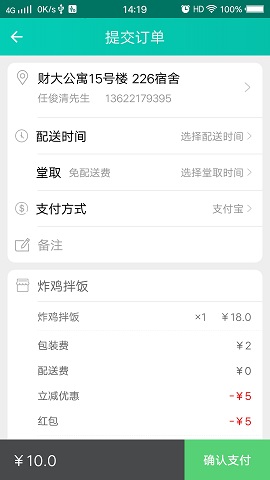 4G 0K/s 14:19 HD 100%
提交订单
财大公寓15号楼 226宿舍
任俊清先生 13622179395
配送时间 选择配送时间
堂取 免配送费 选择堂取时间
支付方式 支付宝
备注
炸鸡拌饭
炸鸡拌饭 ×1 ￥18.0
包装费 ￥2
配送费 ￥0
立减优惠 -￥5
红包 -￥5
￥10.0 确认支付